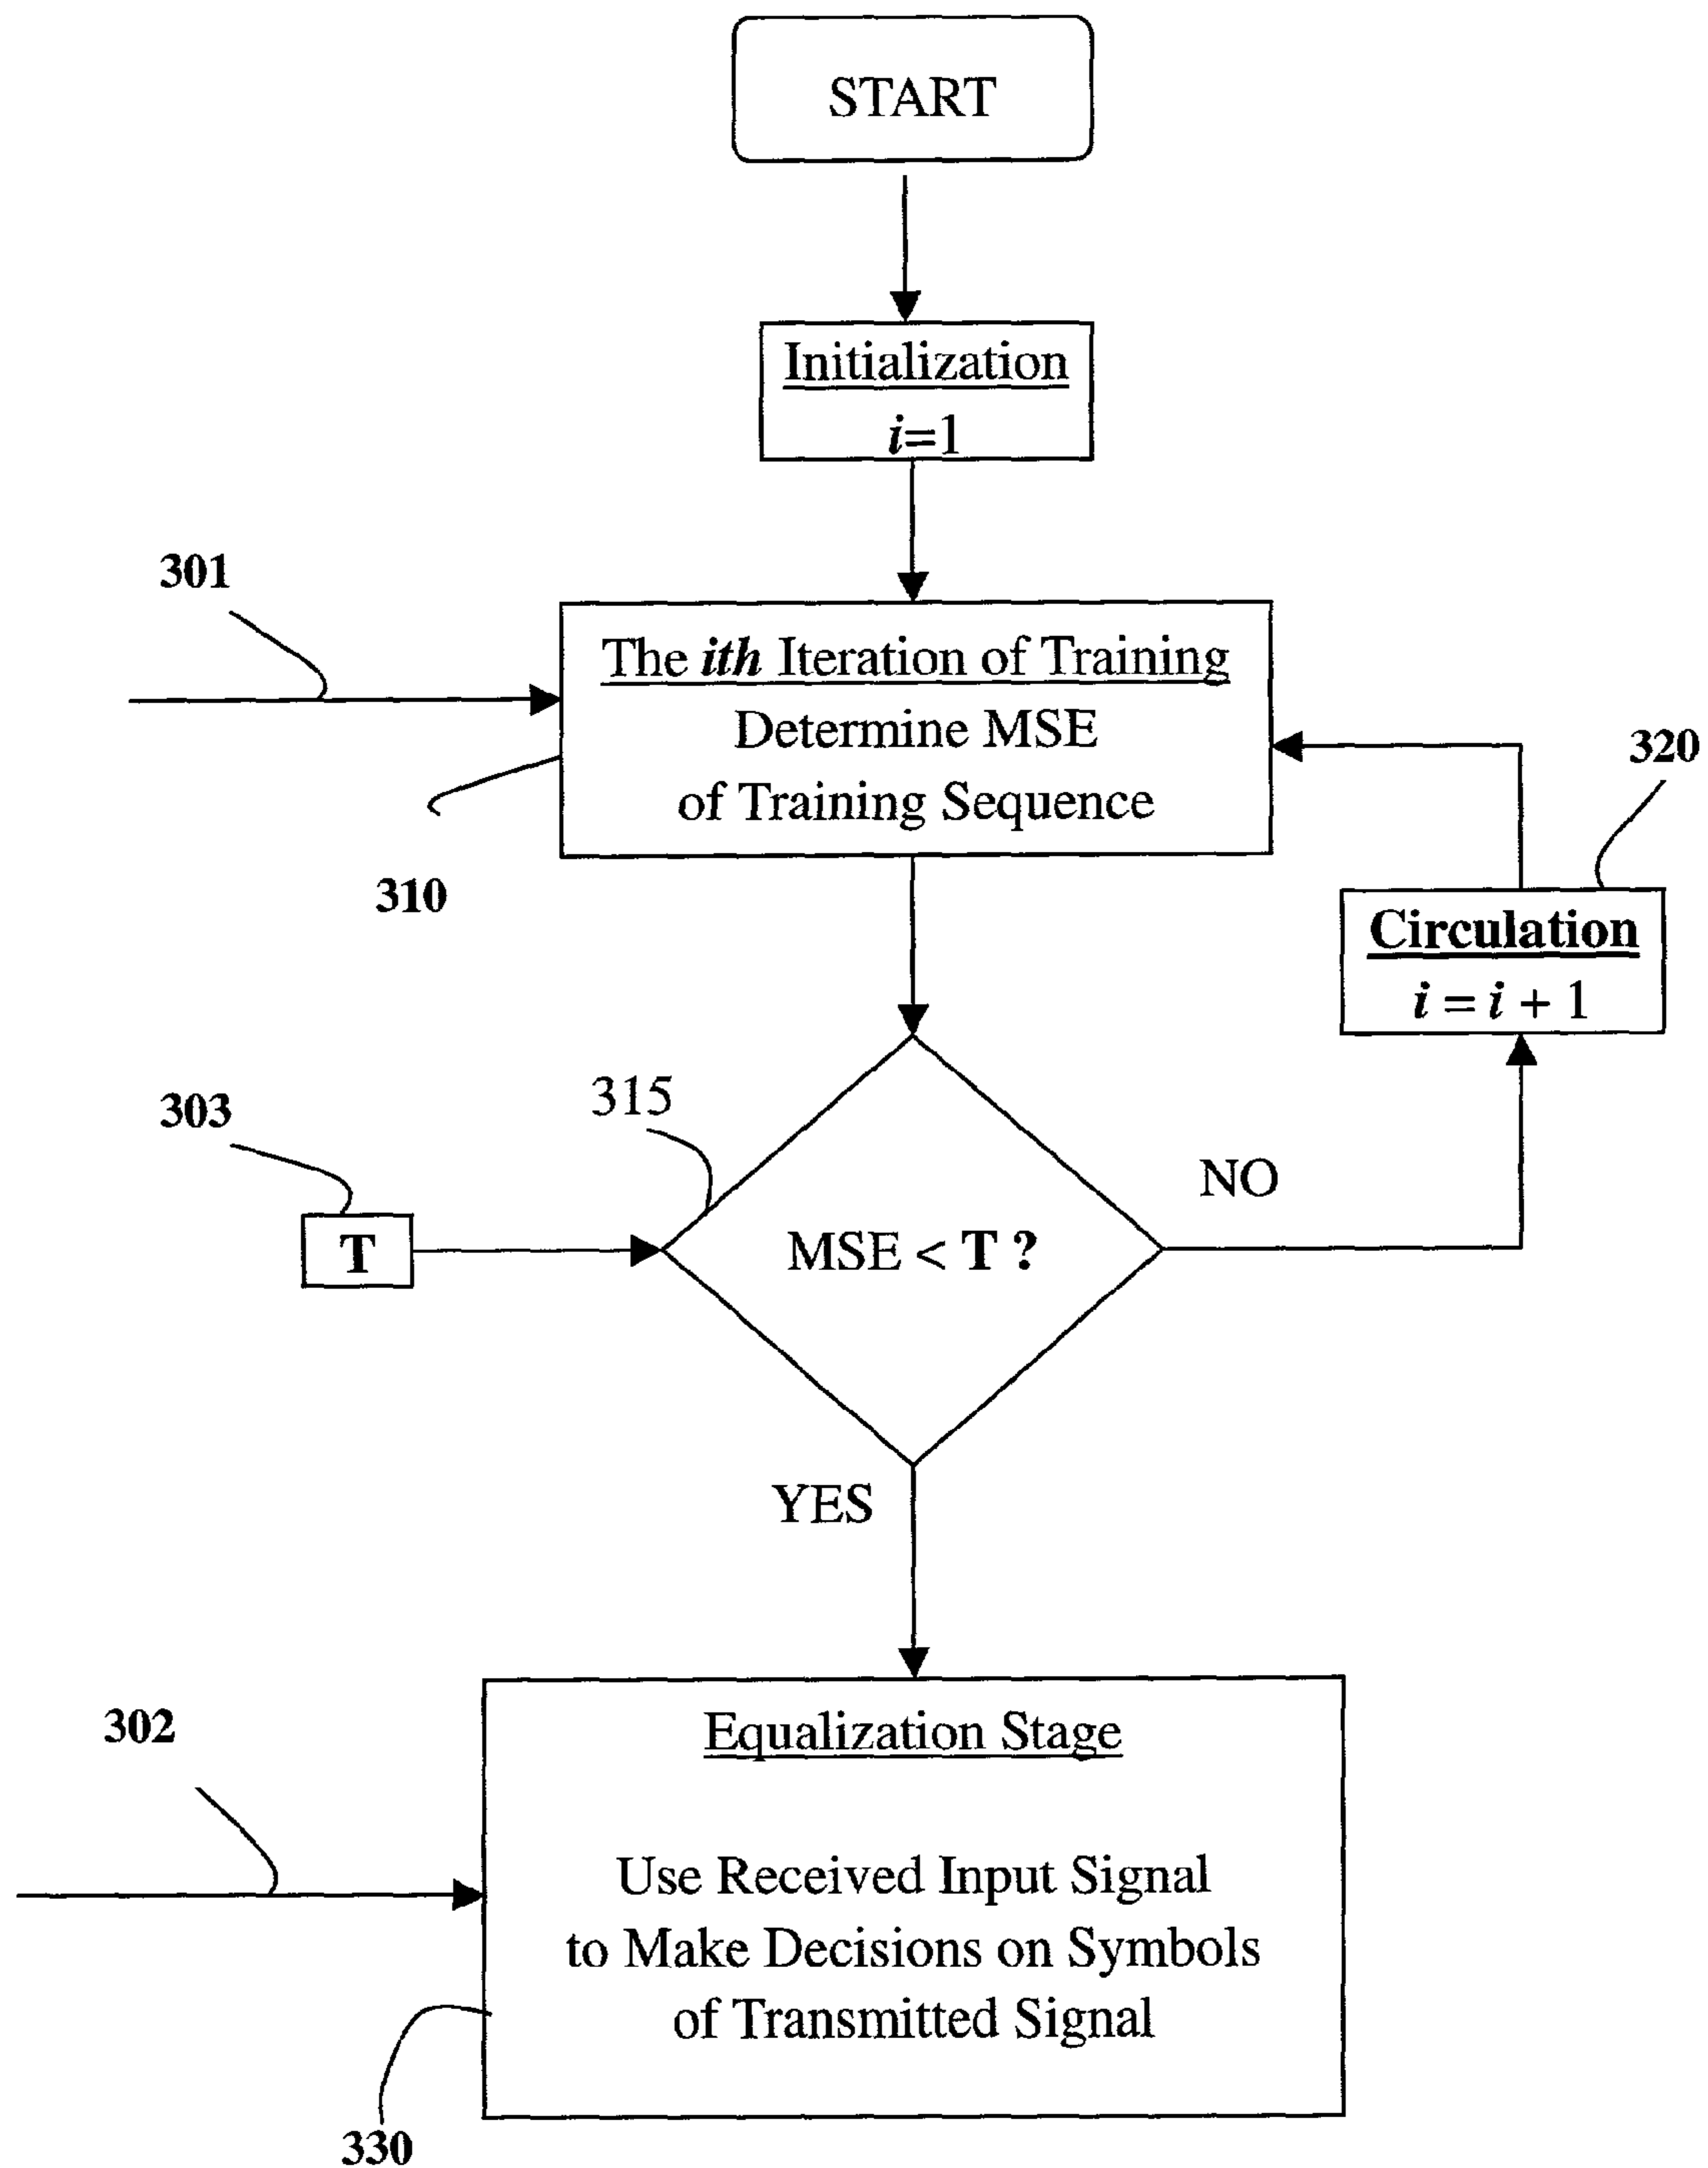 START
Initialization
i=1
301
The ith Iteration of Training
Determine MSE
of Training Sequence
310
320
Circulation
i = i + 1
303
T
315
MSE < T ?
NO
YES
302
Equalization Stage
Use Received Input Signal
to Make Decisions on Symbols
of Transmitted Signal
330